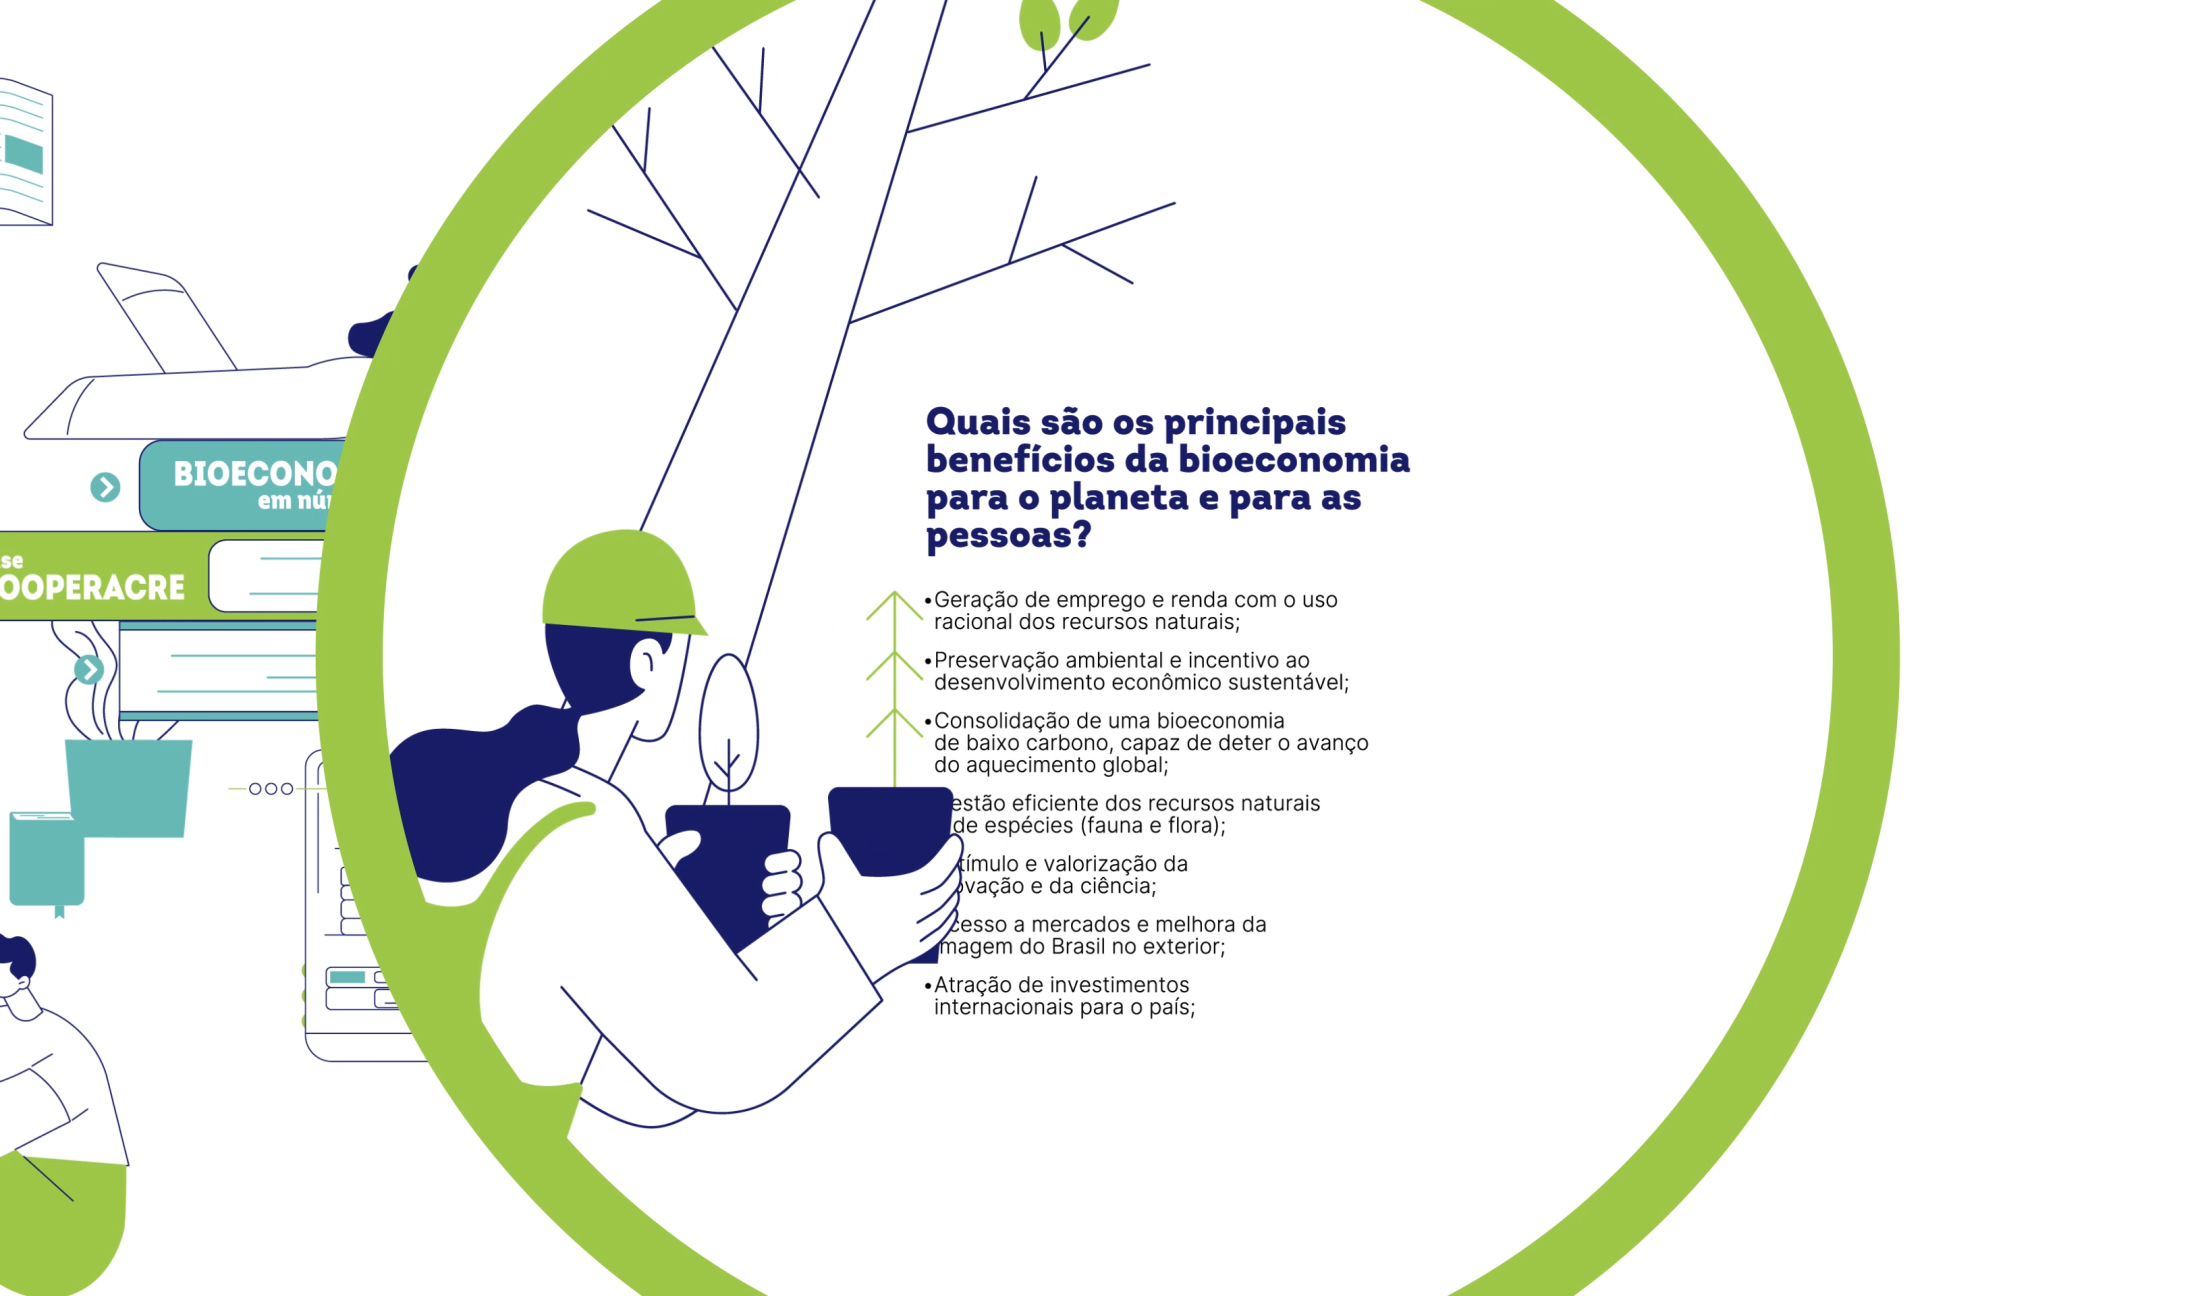 BIOECONO
em nú
se
OOPERACRE
Quais são os principais
benefícios da bioeconomia
para o planeta e para as
pessoas?
•Geração de emprego e renda com o uso
racional dos recursos naturais;
•Preservação ambiental e incentivo ao
desenvolvimento econômico sustentável;
•Consolidação de uma bioeconomia
de baixo carbono, capaz de deter o avanço
do aquecimento global;
estão eficiente dos recursos naturais
de espécies (fauna e flora);
tímulo e valorização da
ovação e da ciência;
cesso a mercados e melhora da
magem do Brasil no exterior;
•Atração de investimentos
internacionais para o país;